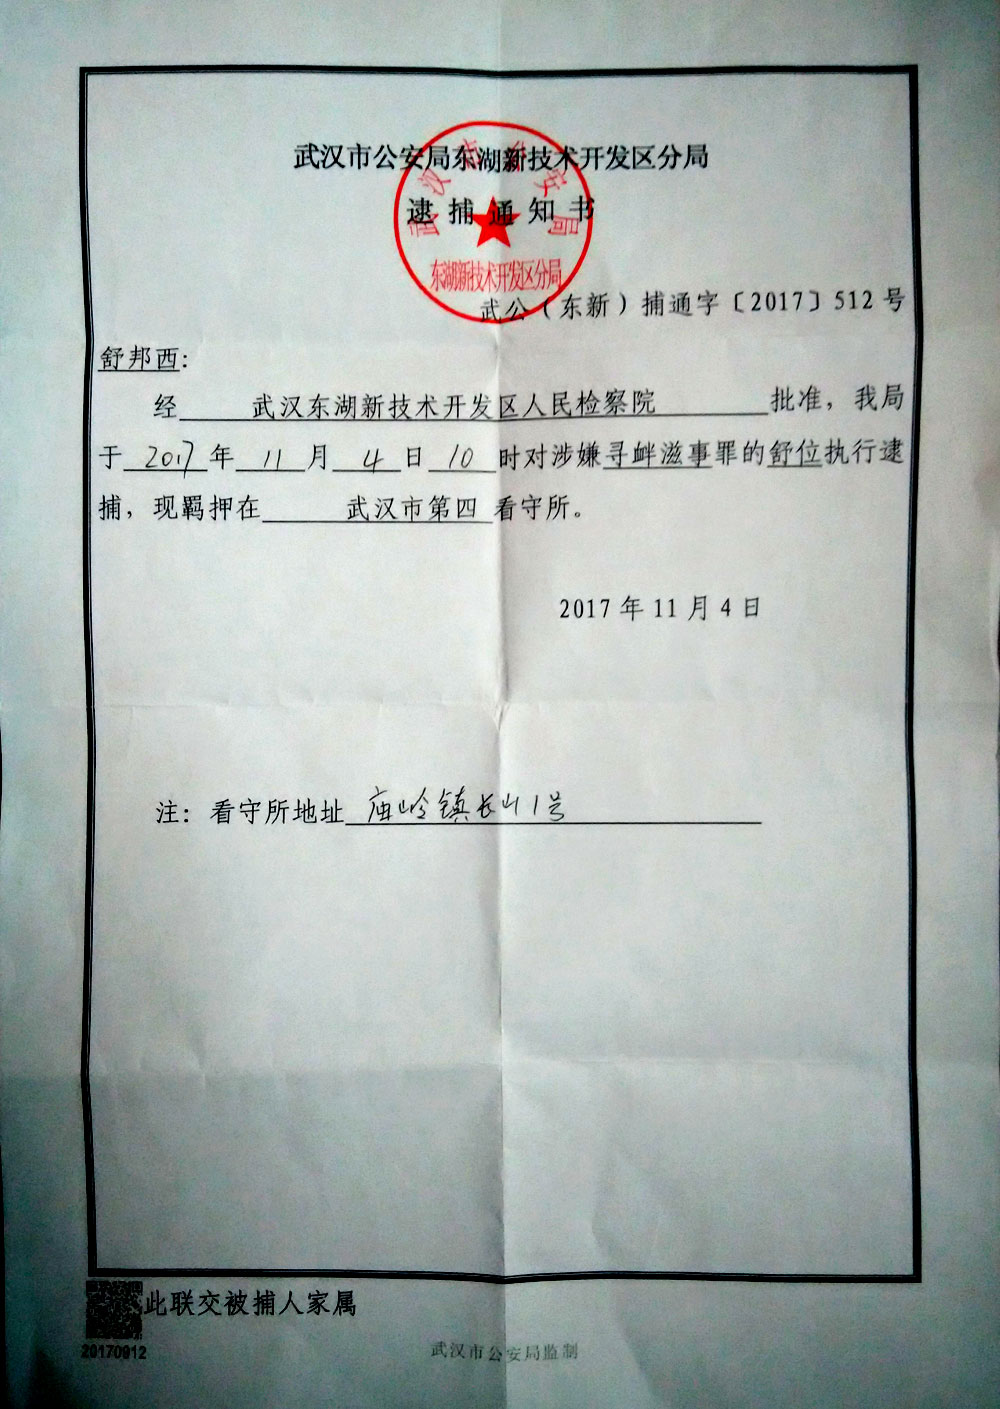 武汉市公安局东湖新技术开发区分局
逮捕通知书
武汉市公安局
东湖新技术开发区分局
武公（东新）捕通字〔2017〕512号
舒邦西：
经 武汉东湖新技术开发区人民检察院 批准，我局
于 2017 年 11 月 4 日 10 时对涉嫌寻衅滋事罪的舒位执行逮
捕，现羁押在 武汉市第四 看守所。
2017年11月4日
注：看守所地址 庙岭镇长山1号
此联交被捕人家属
20170912
武汉市公安局监制